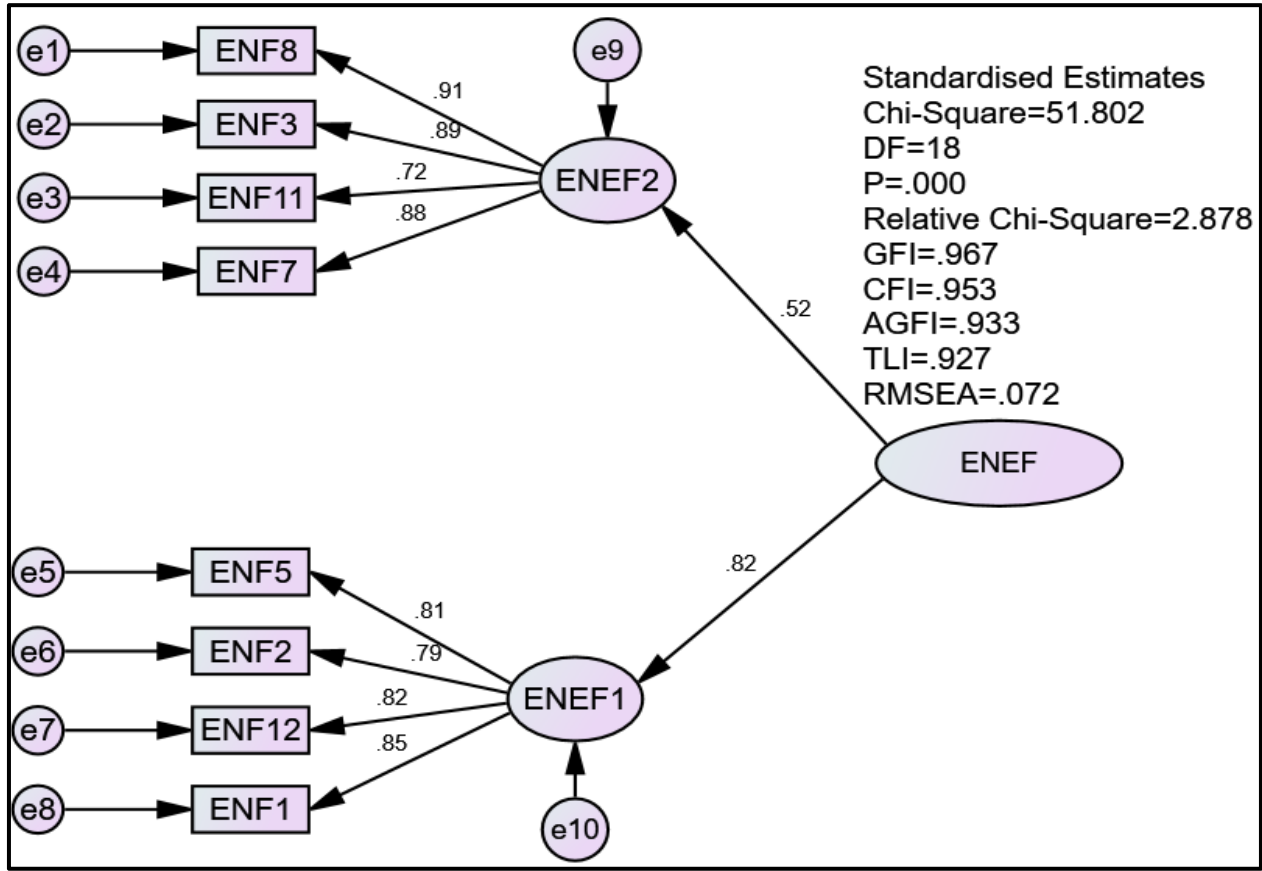 e1
ENF8
e9
.91
e2
ENF3
.89
e3
ENF11
.72
ENEF2
e4
ENF7
.88
Standardised Estimates
Chi-Square=51.802
DF=18
P=.000
Relative Chi-Square=2.878
GFI=.967
CFI=.953
AGFI=.933
TLI=.927
RMSEA=.072
.52
ENEF
.82
e5
ENF5
.81
e6
ENF2
.79
e7
ENF12
.82
ENEF1
e8
ENF1
.85
e10